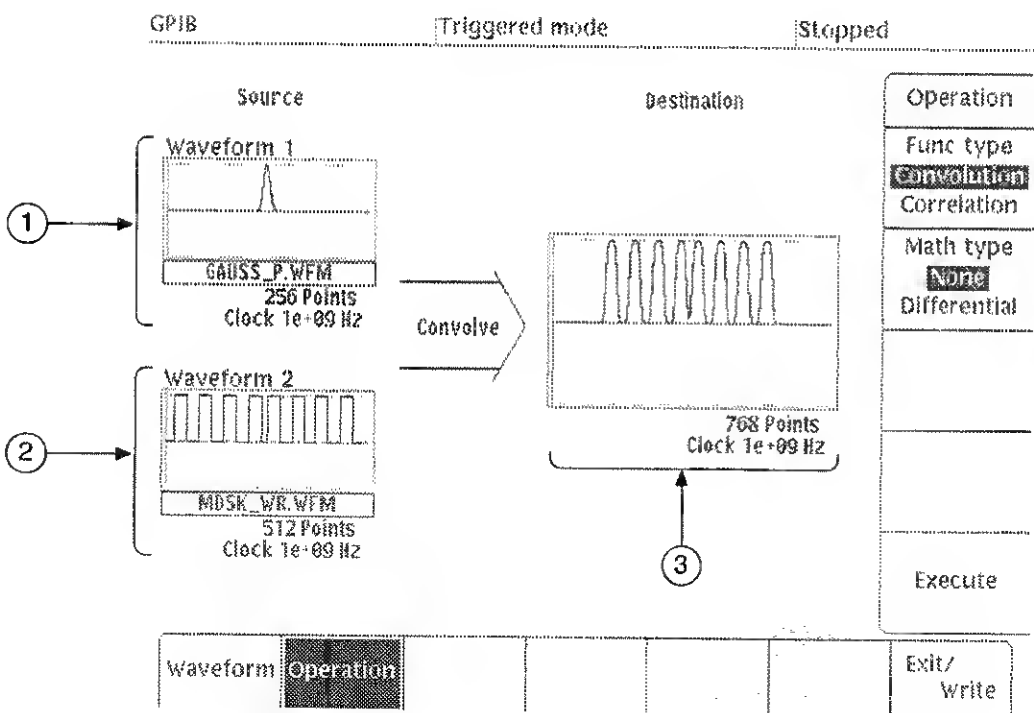 GPIB
Triggered mode
Stopped
Source
Destination
Waveform 1
GAUSS_P.WFM
256 Points
Clock 1e+09 Hz
1
Convolve
Waveform 2
MDSK_WR.WFM
512 Points
Clock 1e+09 Hz
2
768 Points
Clock 1e+09 Hz
3
Operation
Func type
Convolution
Correlation
Math type
None
Differential
Execute
Waveform
Operation
Exit/
Write